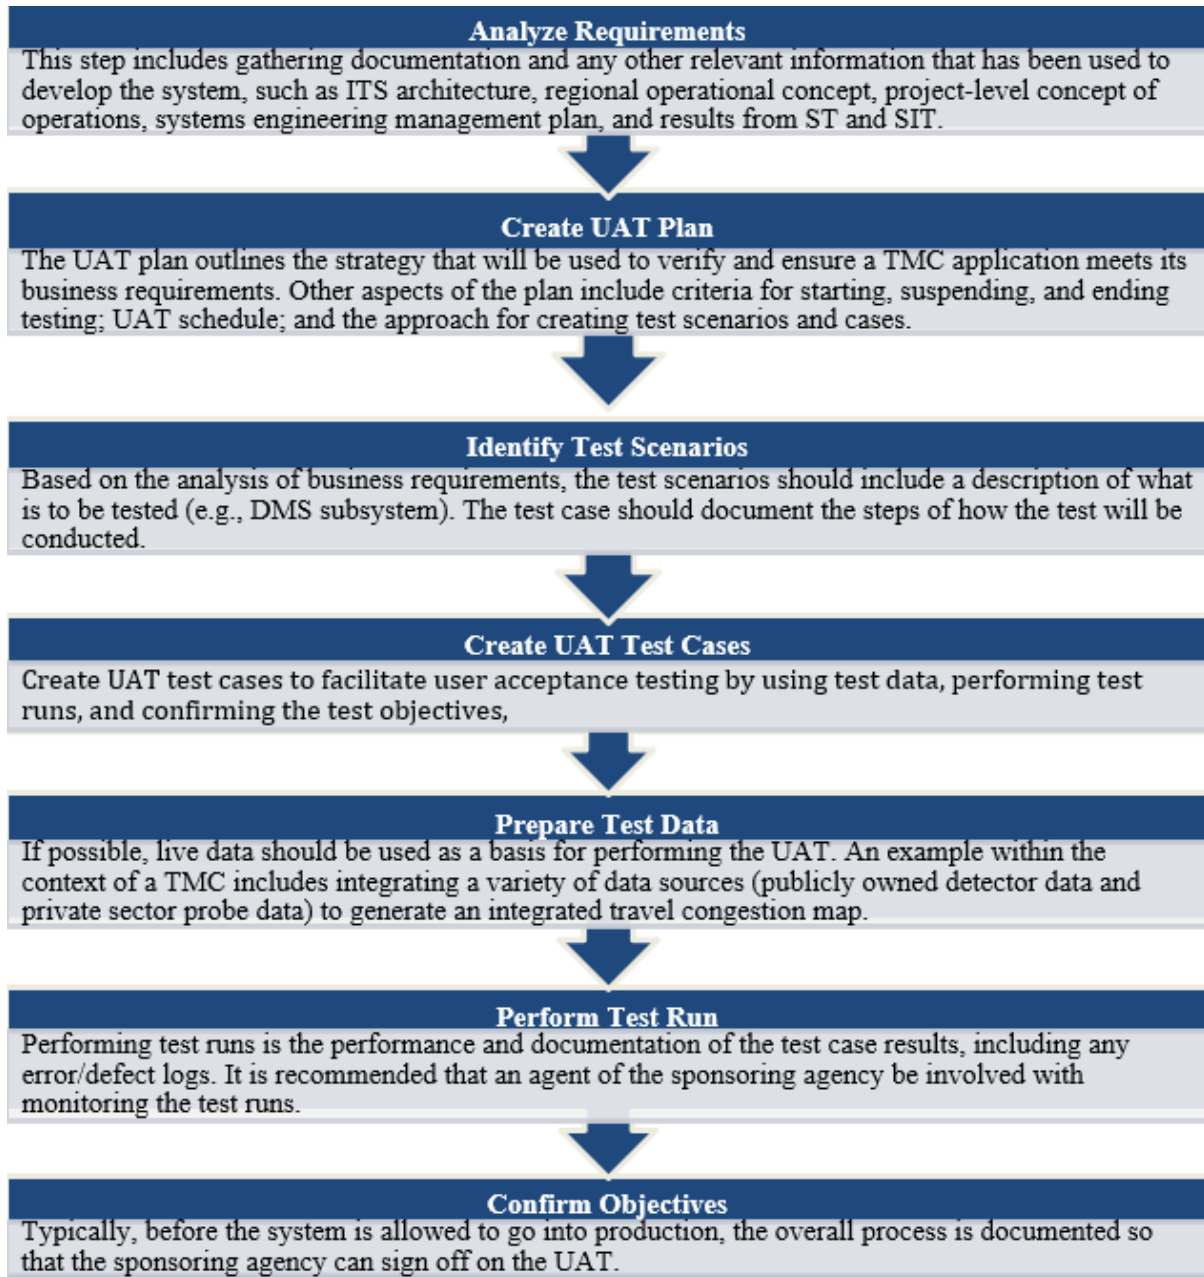 Analyze Requirements
This step includes gathering documentation and any other relevant information that has been used to
develop the system, such as ITS architecture, regional operational concept, project-level concept of
operations, systems engineering management plan, and results from ST and SIT.
Create UAT Plan
The UAT plan outlines the strategy that will be used to verify and ensure a TMC application meets its
business requirements. Other aspects of the plan include criteria for starting, suspending, and ending
testing; UAT schedule; and the approach for creating test scenarios and cases.
Identify Test Scenarios
Based on the analysis of business requirements, the test scenarios should include a description of what
is to be tested (e.g., DMS subsystem). The test case should document the steps of how the test will be
conducted.
Create UAT Test Cases
Create UAT test cases to facilitate user acceptance testing by using test data, performing test
runs, and confirming the test objectives,
Prepare Test Data
If possible, live data should be used as a basis for performing the UAT. An example within the
context of a TMC includes integrating a variety of data sources (publicly owned detector data and
private sector probe data) to generate an integrated travel congestion map.
Perform Test Run
Performing test runs is the performance and documentation of the test case results, including any
error/defect logs. It is recommended that an agent of the sponsoring agency be involved with
monitoring the test runs.
Confirm Objectives
Typically, before the system is allowed to go into production, the overall process is documented so
that the sponsoring agency can sign off on the UAT.